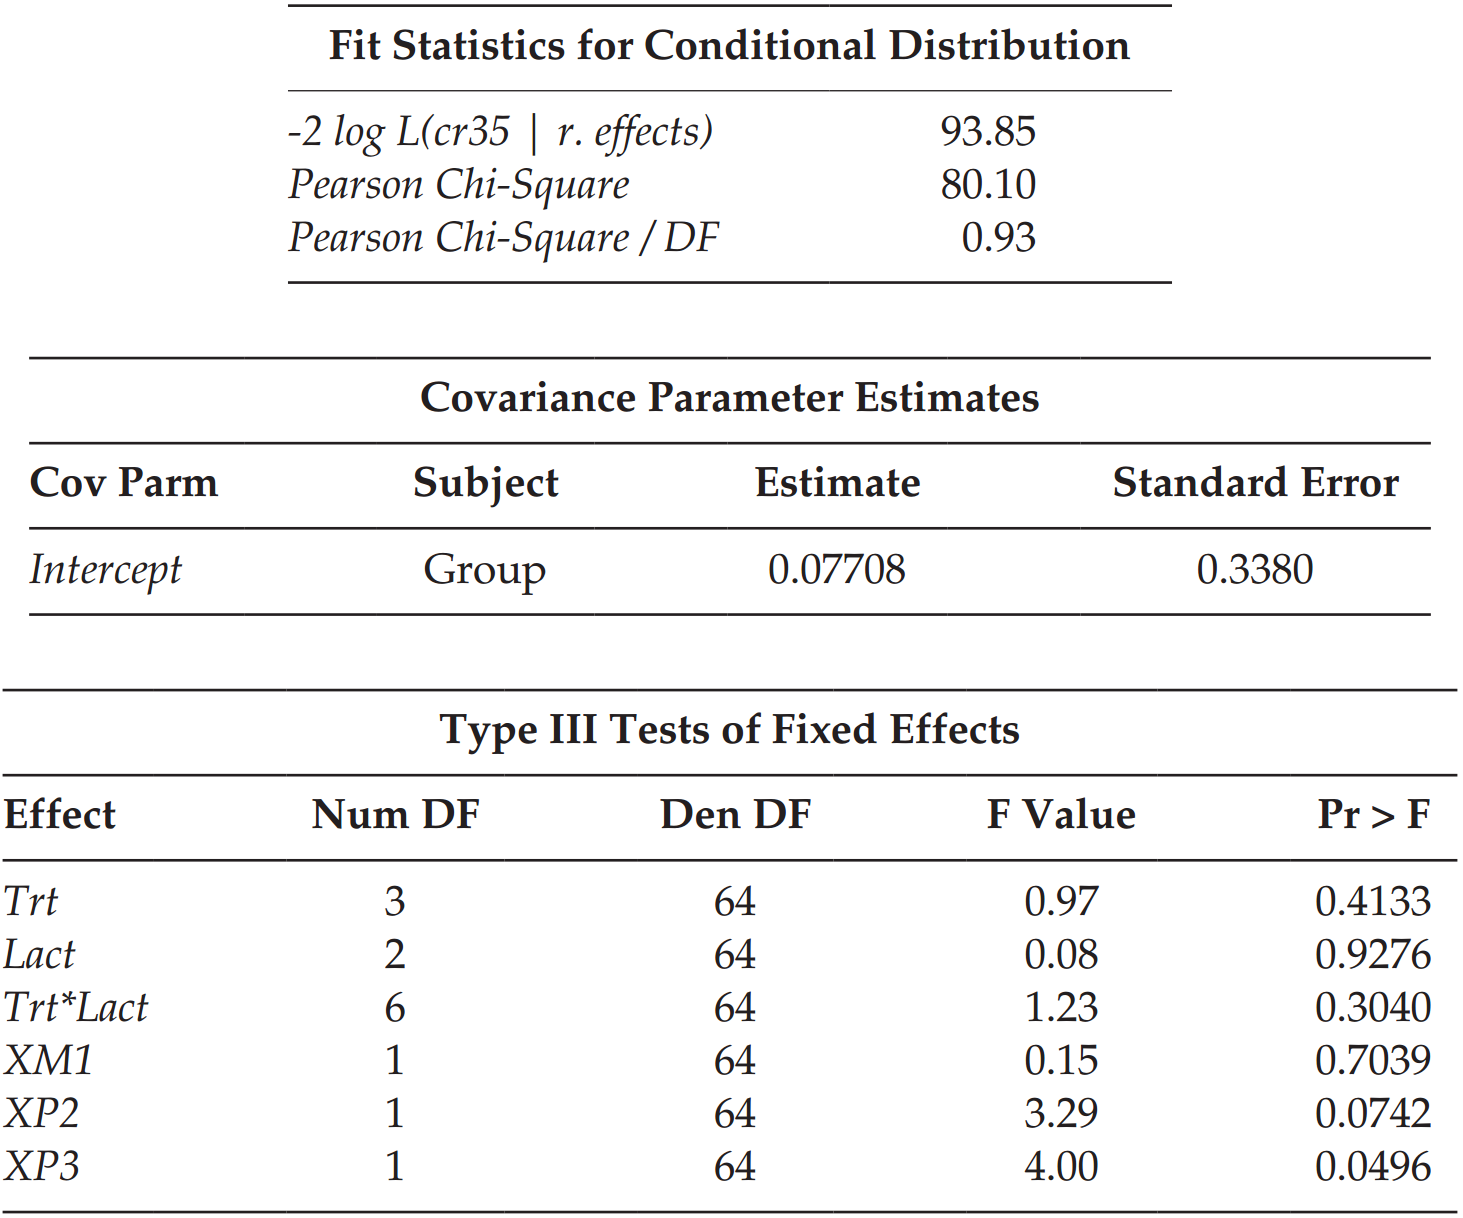 Fit Statistics for Conditional Distribution
-2 log L(cr35 | r. effects) 93.85
Pearson Chi-Square 80.10
Pearson Chi-Square / DF 0.93
Covariance Parameter Estimates
Cov Parm Subject Estimate Standard Error
Intercept Group 0.07708 0.3380
Type III Tests of Fixed Effects
Effect Num DF Den DF F Value Pr > F
Trt 3 64 0.97 0.4133
Lact 2 64 0.08 0.9276
Trt*Lact 6 64 1.23 0.3040
XM1 1 64 0.15 0.7039
XP2 1 64 3.29 0.0742
XP3 1 64 4.00 0.0496